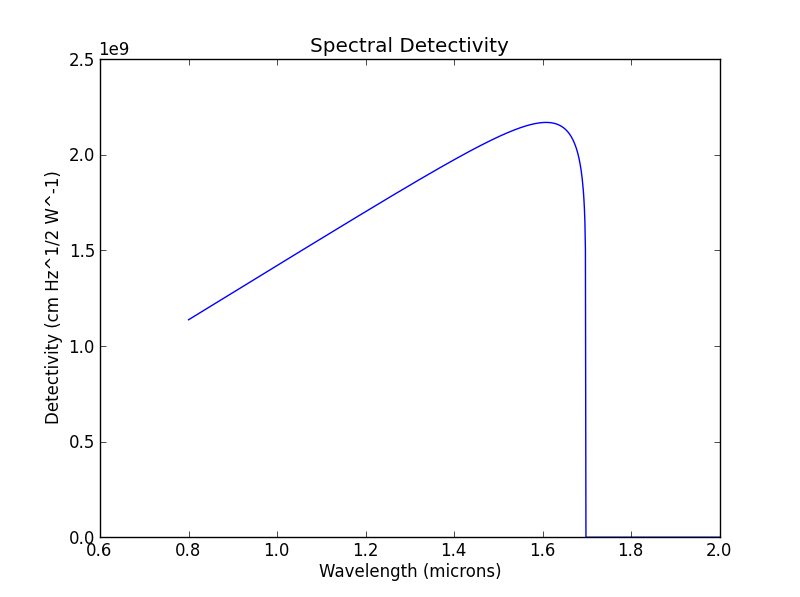 Spectral Detectivity
1e9
2.5
2.0
1.5
1.0
0.5
0.0
Detectivity (cm Hz^1/2 W^-1)
0.6 0.8 1.0 1.2 1.4 1.6 1.8 2.0
Wavelength (microns)